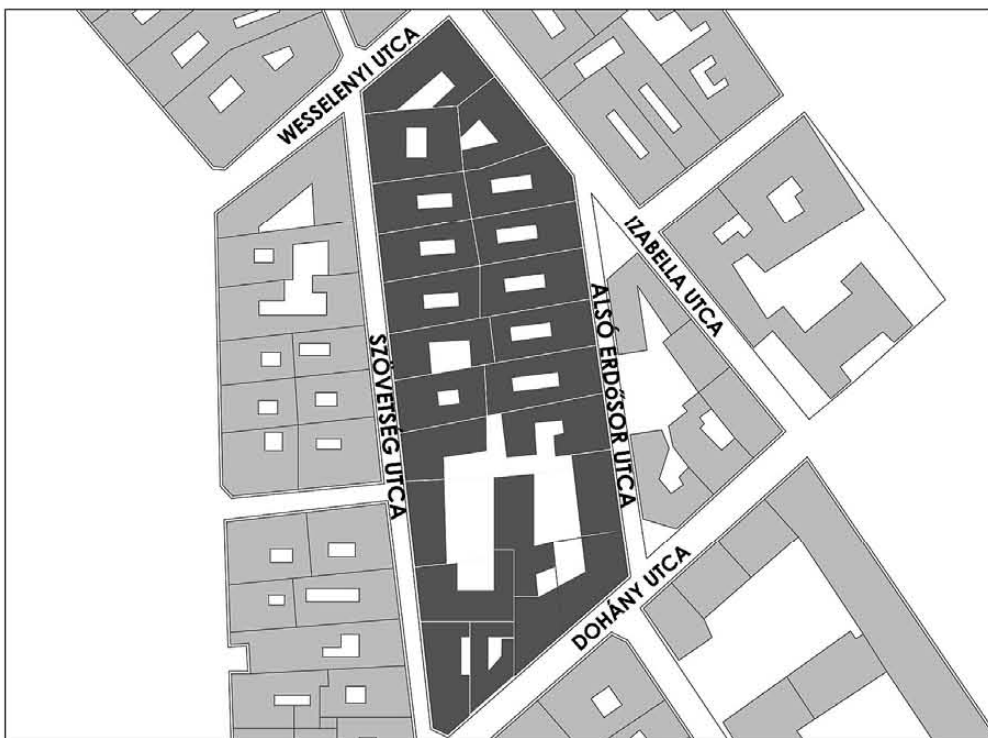 WESSELENYI UTCA
IZABELLA UTCA
SZÖVETSÉG UTCA
ALSÓ ERDőSOR UTCA
DOHÁNY UTCA